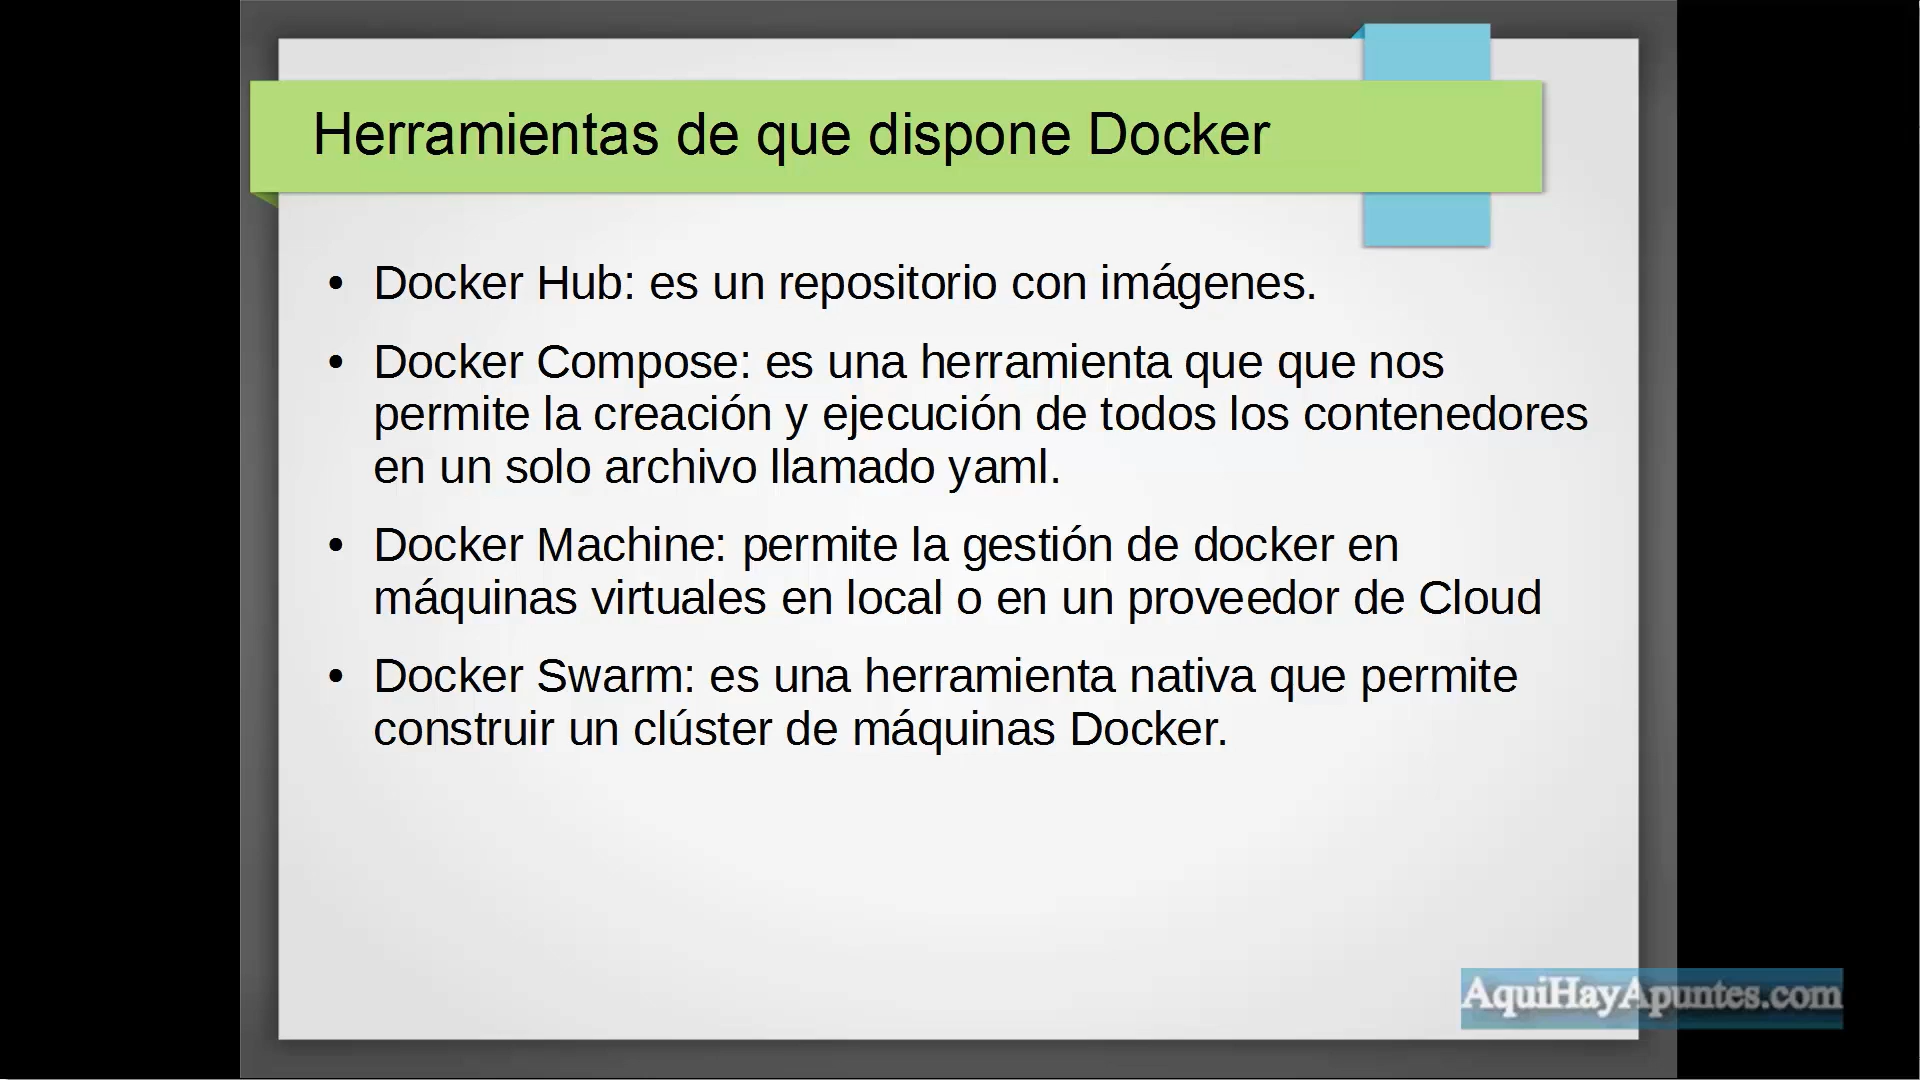 Herramientas de que dispone Docker
• Docker Hub: es un repositorio con imágenes.
• Docker Compose: es una herramienta que que nos
permite la creación y ejecución de todos los contenedores
en un solo archivo llamado yaml.
• Docker Machine: permite la gestión de docker en
máquinas virtuales en local o en un proveedor de Cloud
• Docker Swarm: es una herramienta nativa que permite
construir un clúster de máquinas Docker.
AquiHayApuntes.com